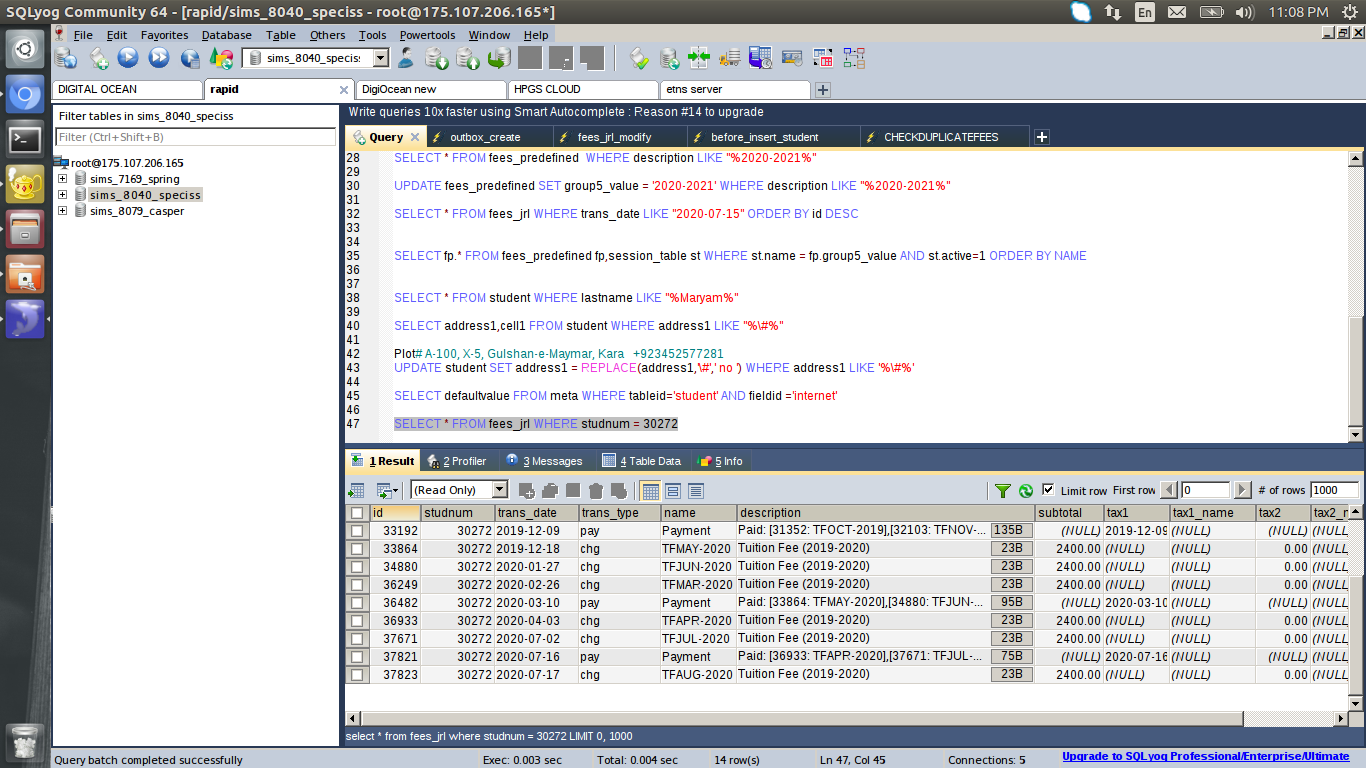 SQLyog Community 64 - [rapid/sims_8040_speciss - root@175.107.206.165*]
En
11:08 PM
File Edit Favorites Database Table Others Tools Powertools Window Help
sims_8040_speciss
DIGITAL OCEAN
rapid
DigiOcean new
HPGS CLOUD
etns server
Filter tables in sims_8040_speciss
Filter (Ctrl+Shift+B)
root@175.107.206.165
sims_7169_spring
sims_8040_speciss
sims_8079_casper
Write queries 10x faster using Smart Autocomplete : Reason #14 to upgrade
Query
outbox_create
fees_jrl_modify
before_insert_student
CHECKDUPLICATEFEES
28 SELECT * FROM fees_predefined WHERE description LIKE "%2020-2021%"
29
30 UPDATE fees_predefined SET group5_value = '2020-2021' WHERE description LIKE "%2020-2021%"
31
32 SELECT * FROM fees_jrl WHERE trans_date LIKE "2020-07-15" ORDER BY id DESC
33
34
35 SELECT fp.* FROM fees_predefined fp,session_table st WHERE st.name = fp.group5_value AND st.active=1 ORDER BY NAME
36
37
38 SELECT * FROM student WHERE lastname LIKE "%Maryam%"
39
40 SELECT address1,cell1 FROM student WHERE address1 LIKE "%\#%"
41
42 Plot# A-100, X-5, Gulshan-e-Maymar, Kara +923452577281
43 UPDATE student SET address1 = REPLACE(address1,'\#',' no ') WHERE address1 LIKE '%\#%'
44
45 SELECT defaultvalue FROM meta WHERE tableid='student' AND fieldid ='internet'
46
47 SELECT * FROM fees_jrl WHERE studnum = 30272
1 Result 2 Profiler 3 Messages 4 Table Data 5 Info
(Read Only)
Limit row First row 0 # of rows 1000
id studnum trans_date trans_type name description subtotal tax1 tax1_name tax2 tax2_n
33192 30272 2019-12-09 pay Payment Paid: [31352: TFOCT-2019],[32103: TFNOV-... 135B (NULL) 2019-12-09 (NULL) (NULL) (NULL)
33864 30272 2019-12-18 chg TFMAY-2020 Tuition Fee (2019-2020) 23B 2400.00 (NULL) (NULL) 0.00 (NULL)
34880 30272 2020-01-27 chg TFJUN-2020 Tuition Fee (2019-2020) 23B 2400.00 (NULL) (NULL) 0.00 (NULL)
36249 30272 2020-02-26 chg TFMAR-2020 Tuition Fee (2019-2020) 23B 2400.00 (NULL) (NULL) 0.00 (NULL)
36482 30272 2020-03-10 pay Payment Paid: [33864: TFMAY-2020],[34880: TFJUN-... 95B (NULL) 2020-03-10 (NULL) (NULL) (NULL)
36933 30272 2020-04-03 chg TFAPR-2020 Tuition Fee (2019-2020) 23B 2400.00 (NULL) (NULL) 0.00 (NULL)
37671 30272 2020-07-02 chg TFJUL-2020 Tuition Fee (2019-2020) 23B 2400.00 (NULL) (NULL) 0.00 (NULL)
37821 30272 2020-07-16 pay Payment Paid: [36933: TFAPR-2020],[37671: TFJUL-... 75B (NULL) 2020-07-16 (NULL) (NULL) (NULL)
37823 30272 2020-07-17 chg TFAUG-2020 Tuition Fee (2019-2020) 23B 2400.00 (NULL) (NULL) 0.00 (NULL)
select * from fees_jrl where studnum = 30272 LIMIT 0, 1000
Query batch completed successfully
Exec: 0.003 sec
Total: 0.004 sec
14 row(s)
Ln 47, Col 45
Connections: 5
Upgrade to SQLyog Professional/Enterprise/Ultimate